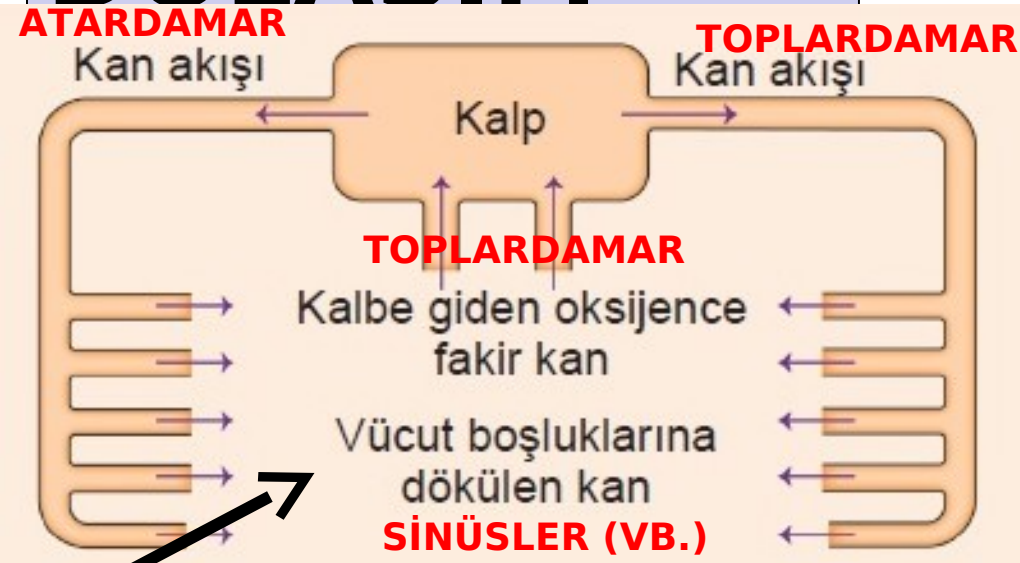 ATARDAMAR
TOPLARDAMAR
Kan akışı
Kan akışı
Kalp
TOPLARDAMAR
Kalbe giden oksijence
fakir kan
Vücut boşluklarına
dökülen kan
SİNÜSLER (VB.)